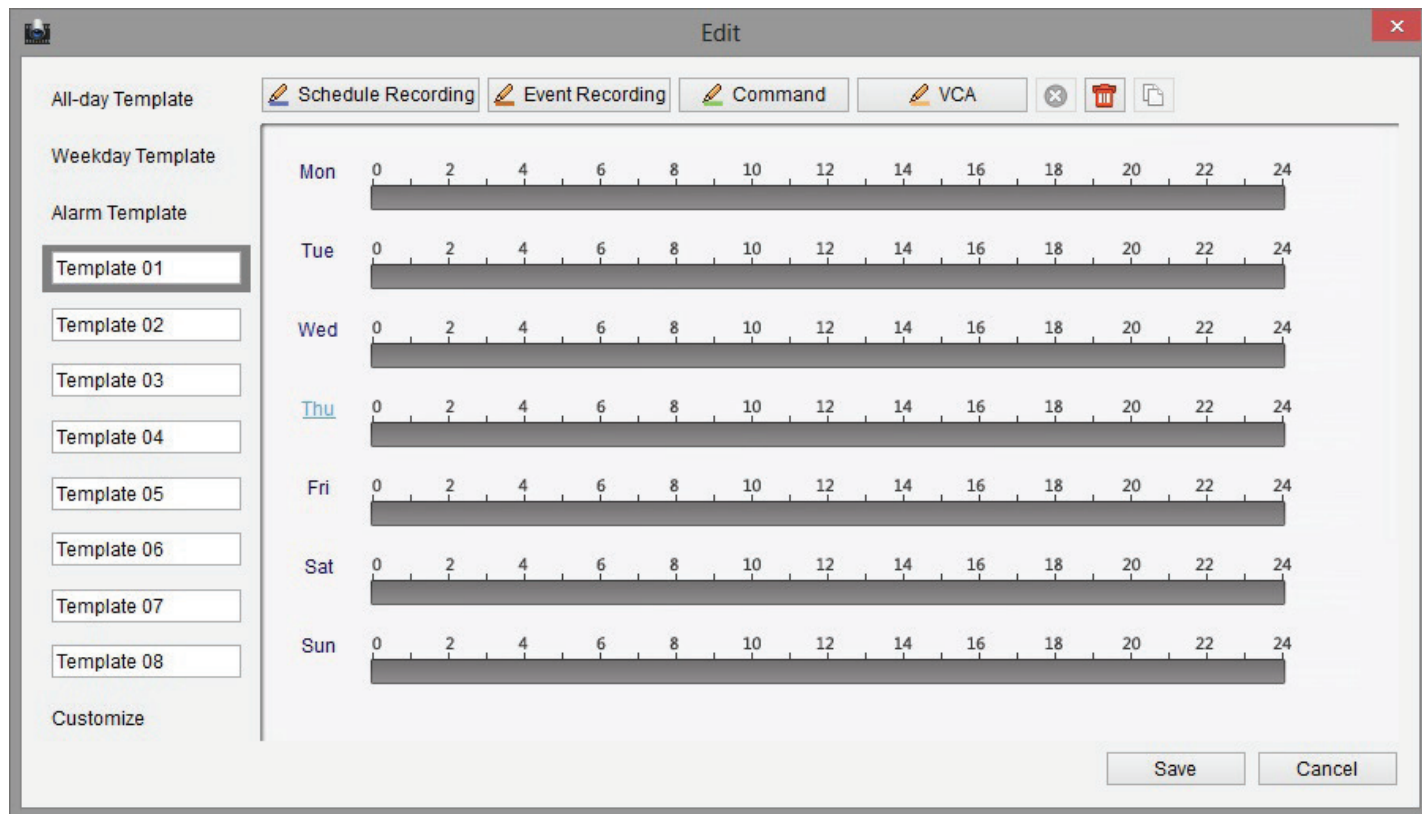 Edit
All-day Template
Schedule Recording Event Recording Command VCA
Weekday Template
Alarm Template
Template 01
Template 02
Template 03
Template 04
Template 05
Template 06
Template 07
Template 08
Customize
Mon 0 2 4 6 8 10 12 14 16 18 20 22 24
Tue 0 2 4 6 8 10 12 14 16 18 20 22 24
Wed 0 2 4 6 8 10 12 14 16 18 20 22 24
Thu 0 2 4 6 8 10 12 14 16 18 20 22 24
Fri 0 2 4 6 8 10 12 14 16 18 20 22 24
Sat 0 2 4 6 8 10 12 14 16 18 20 22 24
Sun 0 2 4 6 8 10 12 14 16 18 20 22 24
Save Cancel